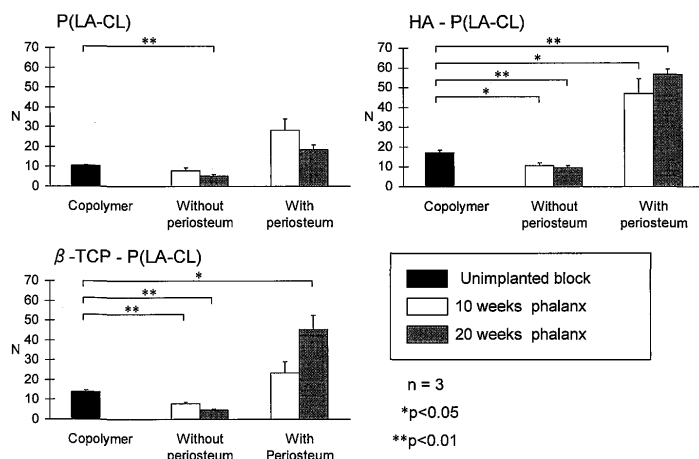 P(LA-CL)
70
60
50
40
30
20
10
0
N
**
Copolymer
Without periosteum
With periosteum
HA - P(LA-CL)
70
60
50
40
30
20
10
0
N
**
*
**
*
Copolymer
Without periosteum
With periosteum
β-TCP - P(LA-CL)
70
60
50
40
30
20
10
0
N
*
**
**
Copolymer
Without periosteum
With Periosteum
Unimplanted block
10 weeks phalanx
20 weeks phalanx
n = 3
*p<0.05
**p<0.01